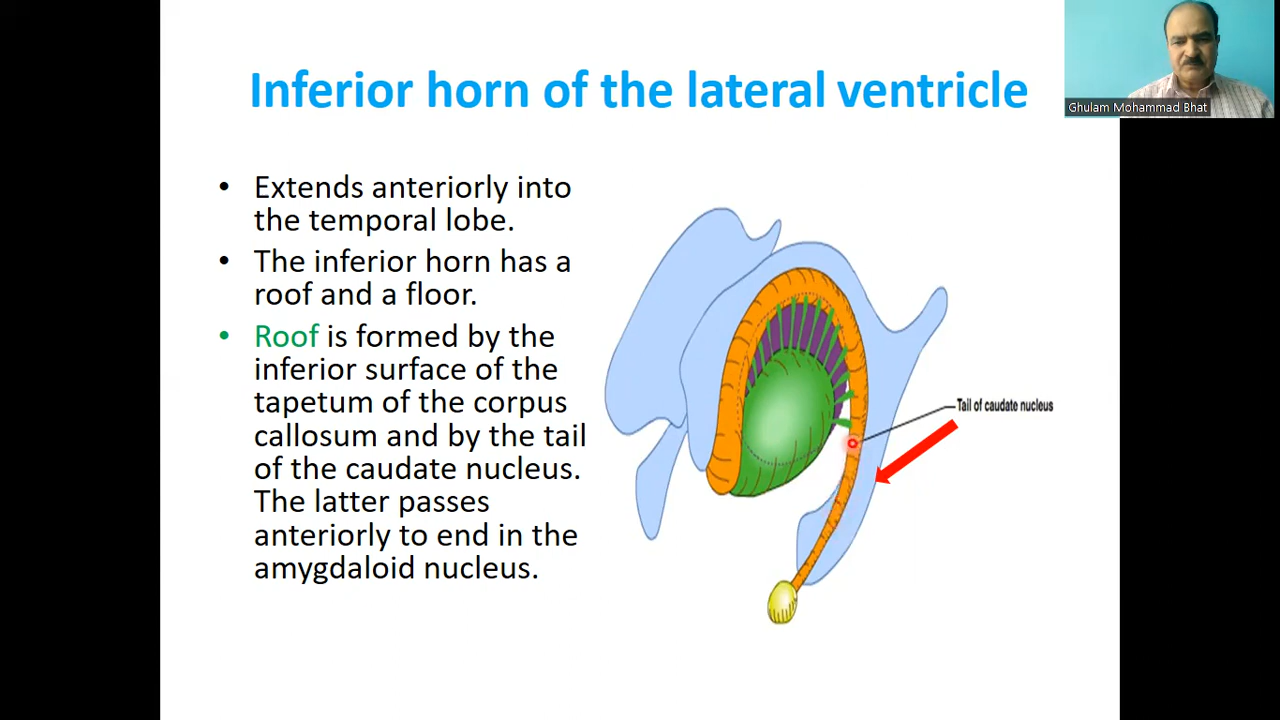 Inferior horn of the lateral ventricle
Ghulam Mohammad Bhat
• Extends anteriorly into
the temporal lobe.
• The inferior horn has a
roof and a floor.
• Roof is formed by the
inferior surface of the
tapetum of the corpus
callosum and by the tail
of the caudate nucleus.
The latter passes
anteriorly to end in the
amygdaloid nucleus.
Tail of caudate nucleus